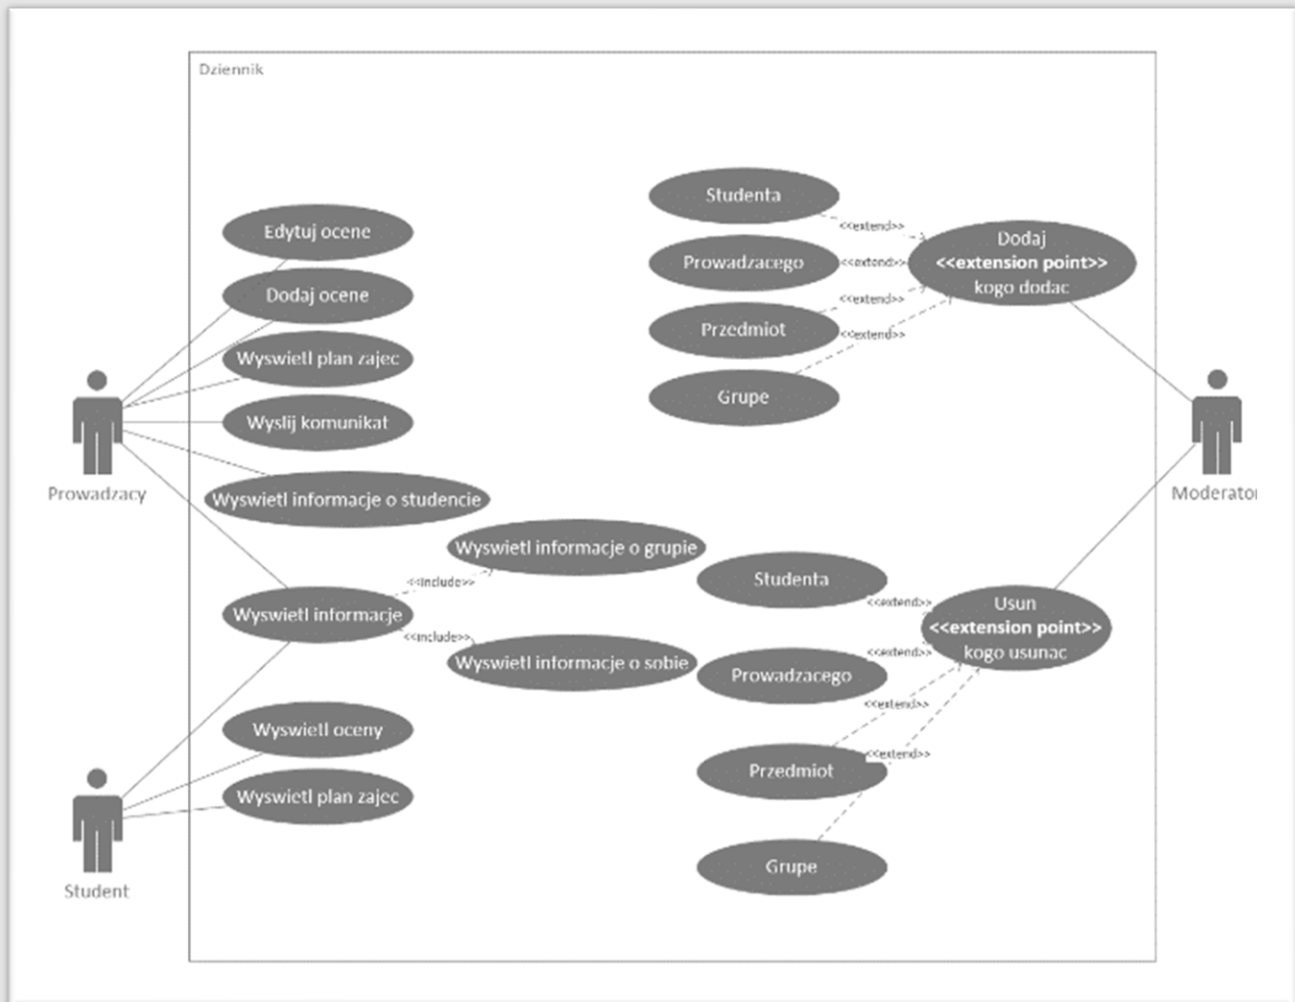 Dziennik
Edytuj ocene
Dodaj ocene
Wyswietl plan zajec
Wyslij komunikat
Wyswietl informacje o studencie
Prowadzacy
Wyswietl informacje
<<include>>
<<include>>
Wyswietl informacje o grupie
Wyswietl informacje o sobie
Wyswietl oceny
Wyswietl plan zajec
Student
Studenta
Prowadzacego
Przedmiot
Grupe
<<extend>>
<<extend>>
<<extend>>
<<extend>>
Dodaj
<<extension point>>
kogo dodac
Moderator
Studenta
Prowadzacego
Przedmiot
Grupe
<<extend>>
<<extend>>
<<extend>>
<<extend>>
Usun
<<extension point>>
kogo usunac